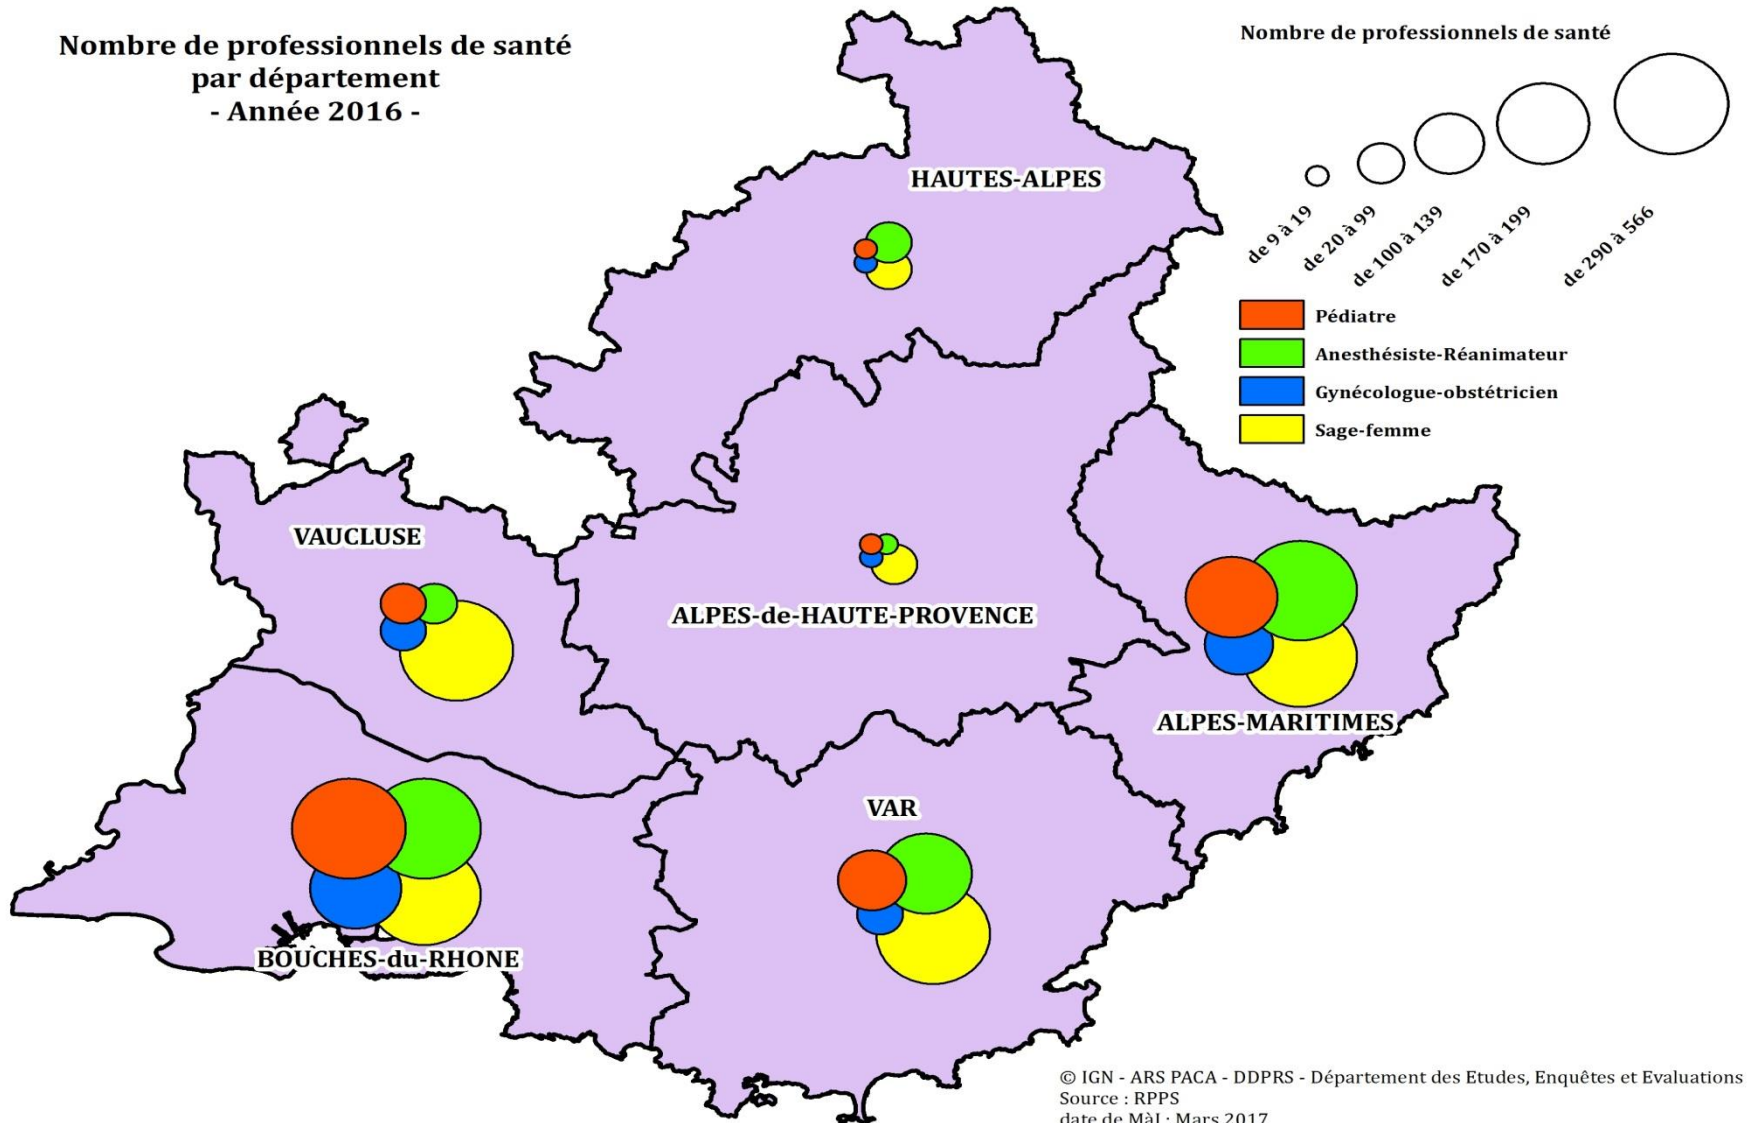 Nombre de professionnels de santé
par département
- Année 2016 -
Nombre de professionnels de santé
de 9 à 19
de 20 à 99
de 100 à 139
de 170 à 199
de 290 à 566
Pédiatre
Anesthésiste-Réanimateur
Gynécologue-obstétricien
Sage-femme
HAUTES-ALPES
VAUCLUSE
ALPES-de-HAUTE-PROVENCE
ALPES-MARITIMES
VAR
BOUCHES-du-RHONE
© IGN - ARS PACA - DDPRS - Département des Etudes, Enquêtes et Evaluations
Source : RPPS
date de MàJ : Mars 2017